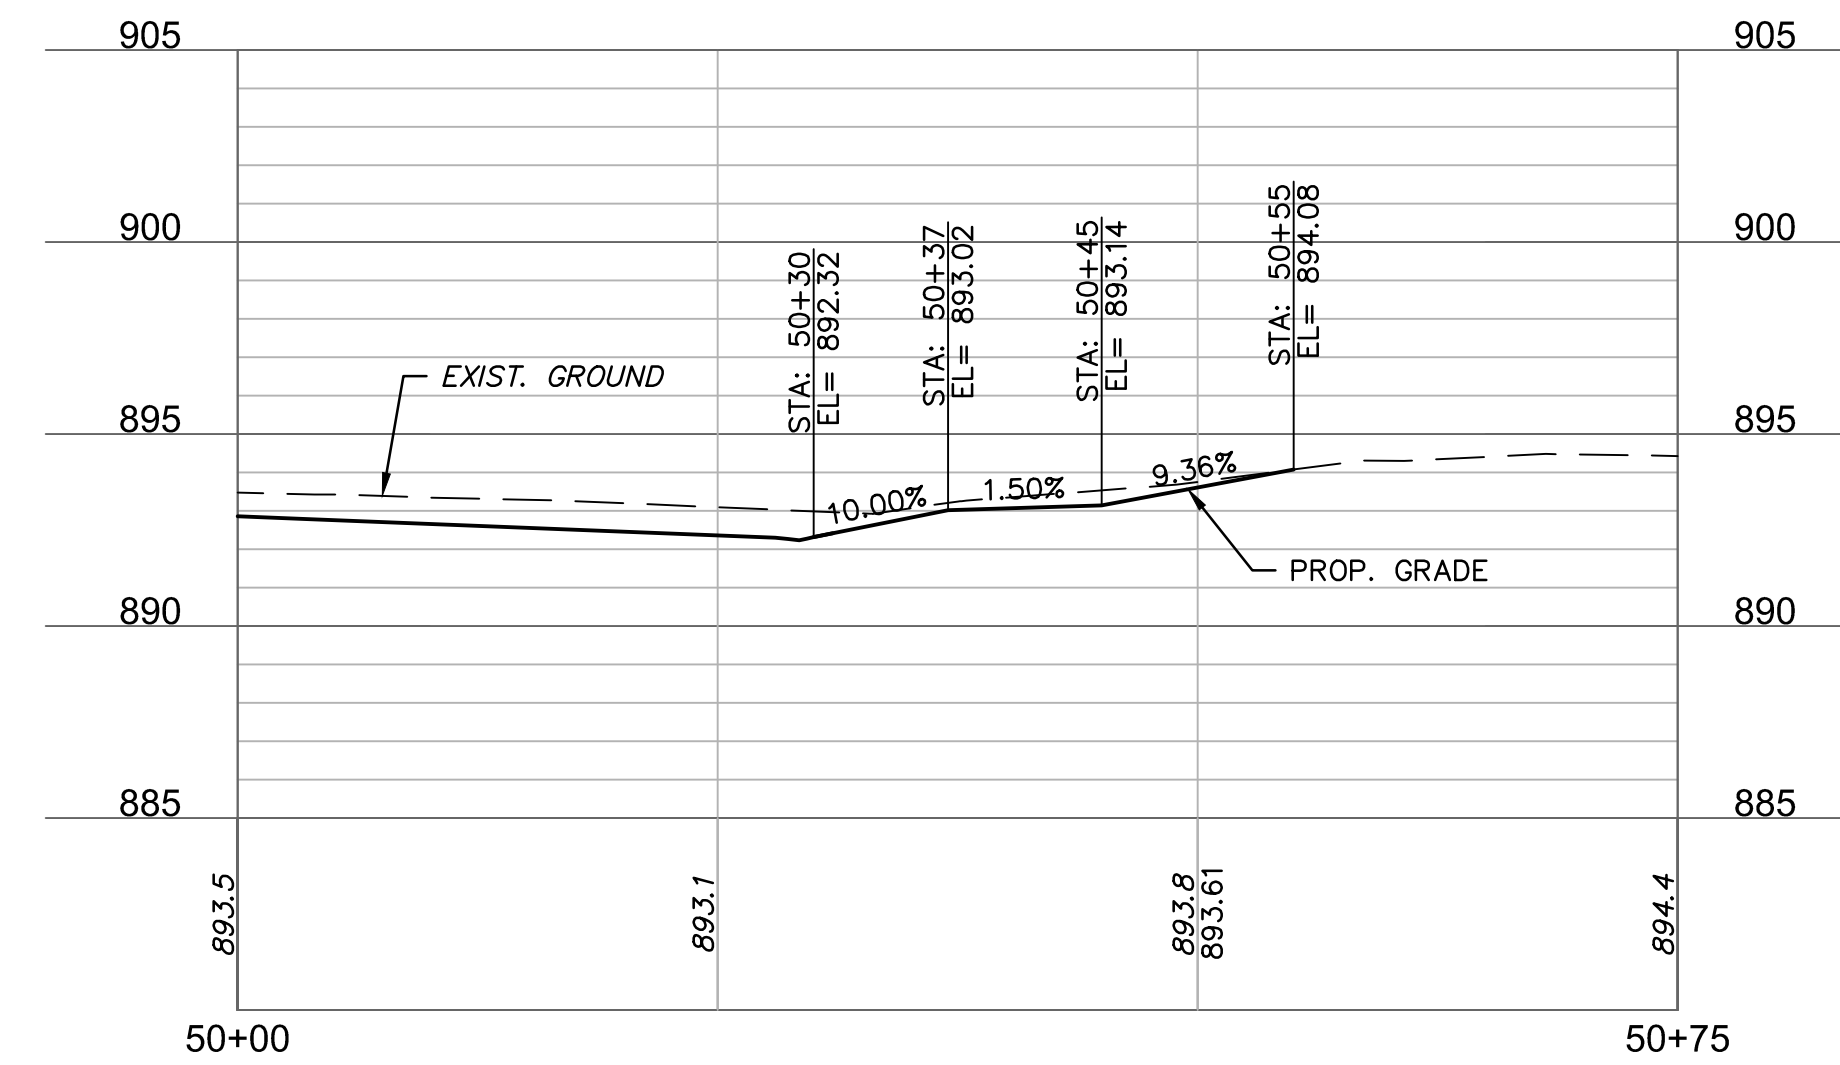 905
905
900
900
895
895
890
890
885
885
STA: 50+30
EL= 892.32
STA: 50+37
EL= 893.02
STA: 50+45
EL= 893.14
STA: 50+55
EL= 894.08
EXIST. GROUND
10.00%
1.50%
9.36%
PROP. GRADE
893.5
893.1
893.8
893.61
894.4
50+00
50+75